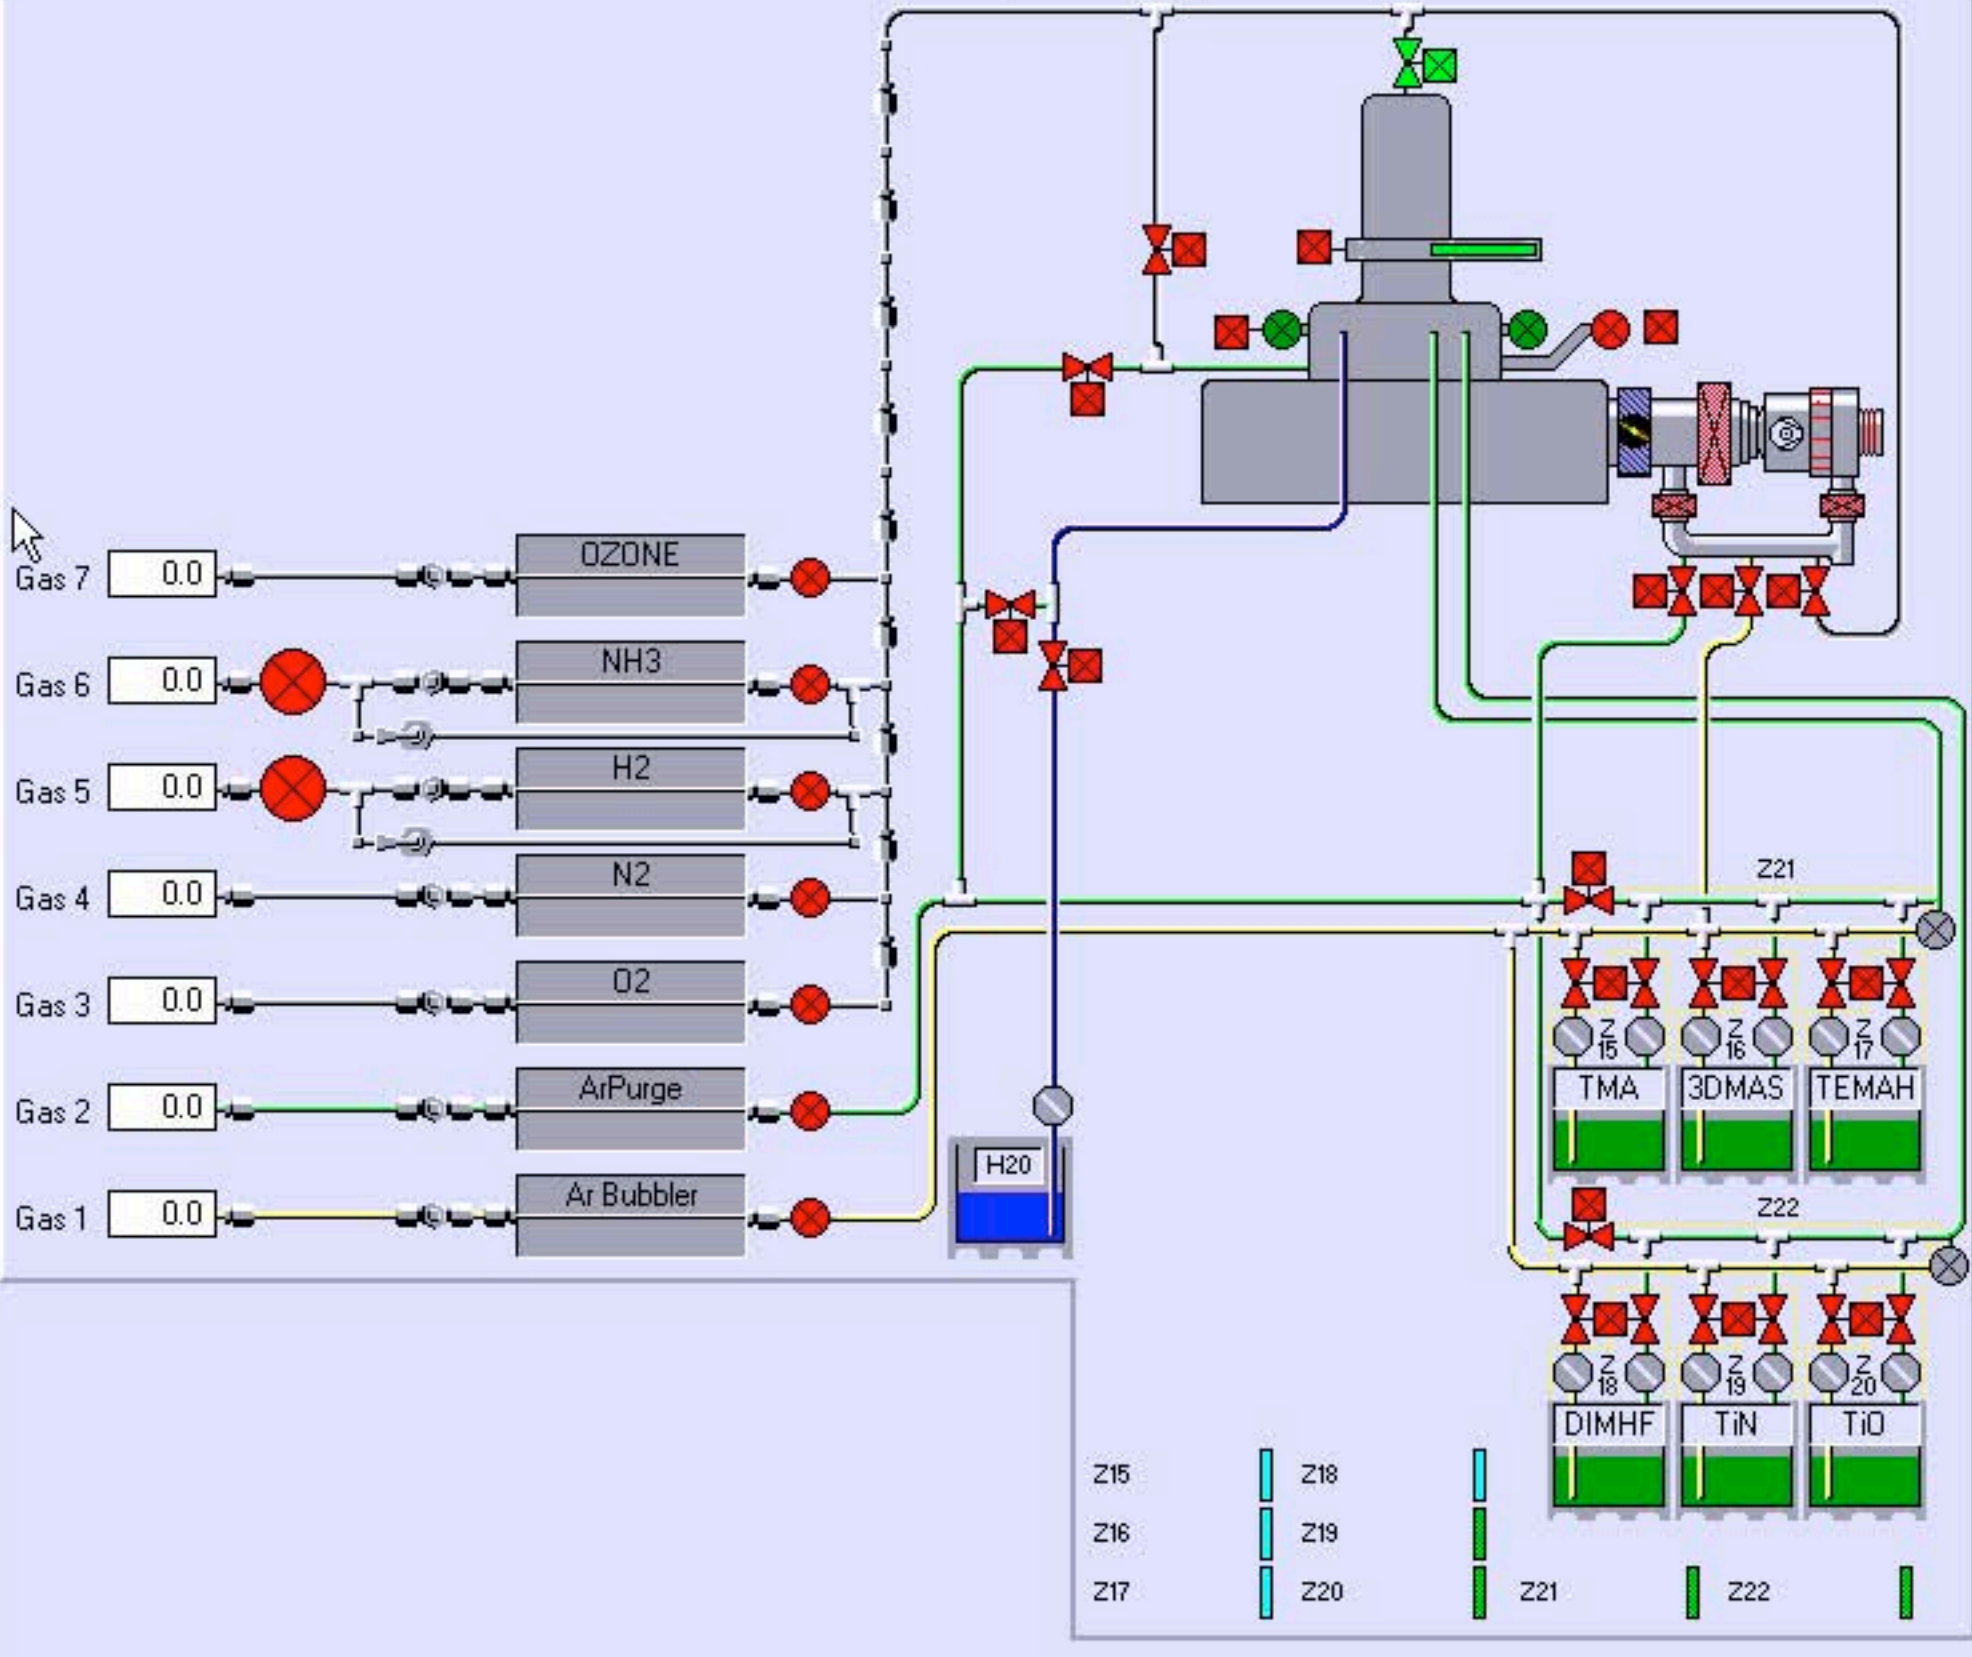 Gas 7 0.0 OZONE
Gas 6 0.0 NH3
Gas 5 0.0 H2
Gas 4 0.0 N2
Gas 3 0.0 O2
Gas 2 0.0 ArPurge
Gas 1 0.0 Ar Bubbler
H20
Z21
Z 15 Z 16 Z 17
TMA 3DMAS TEMAH
Z22
Z 18 Z 19 Z 20
DIMHF TiN TiO
Z15 Z18
Z16 Z19
Z17 Z20 Z21 Z22